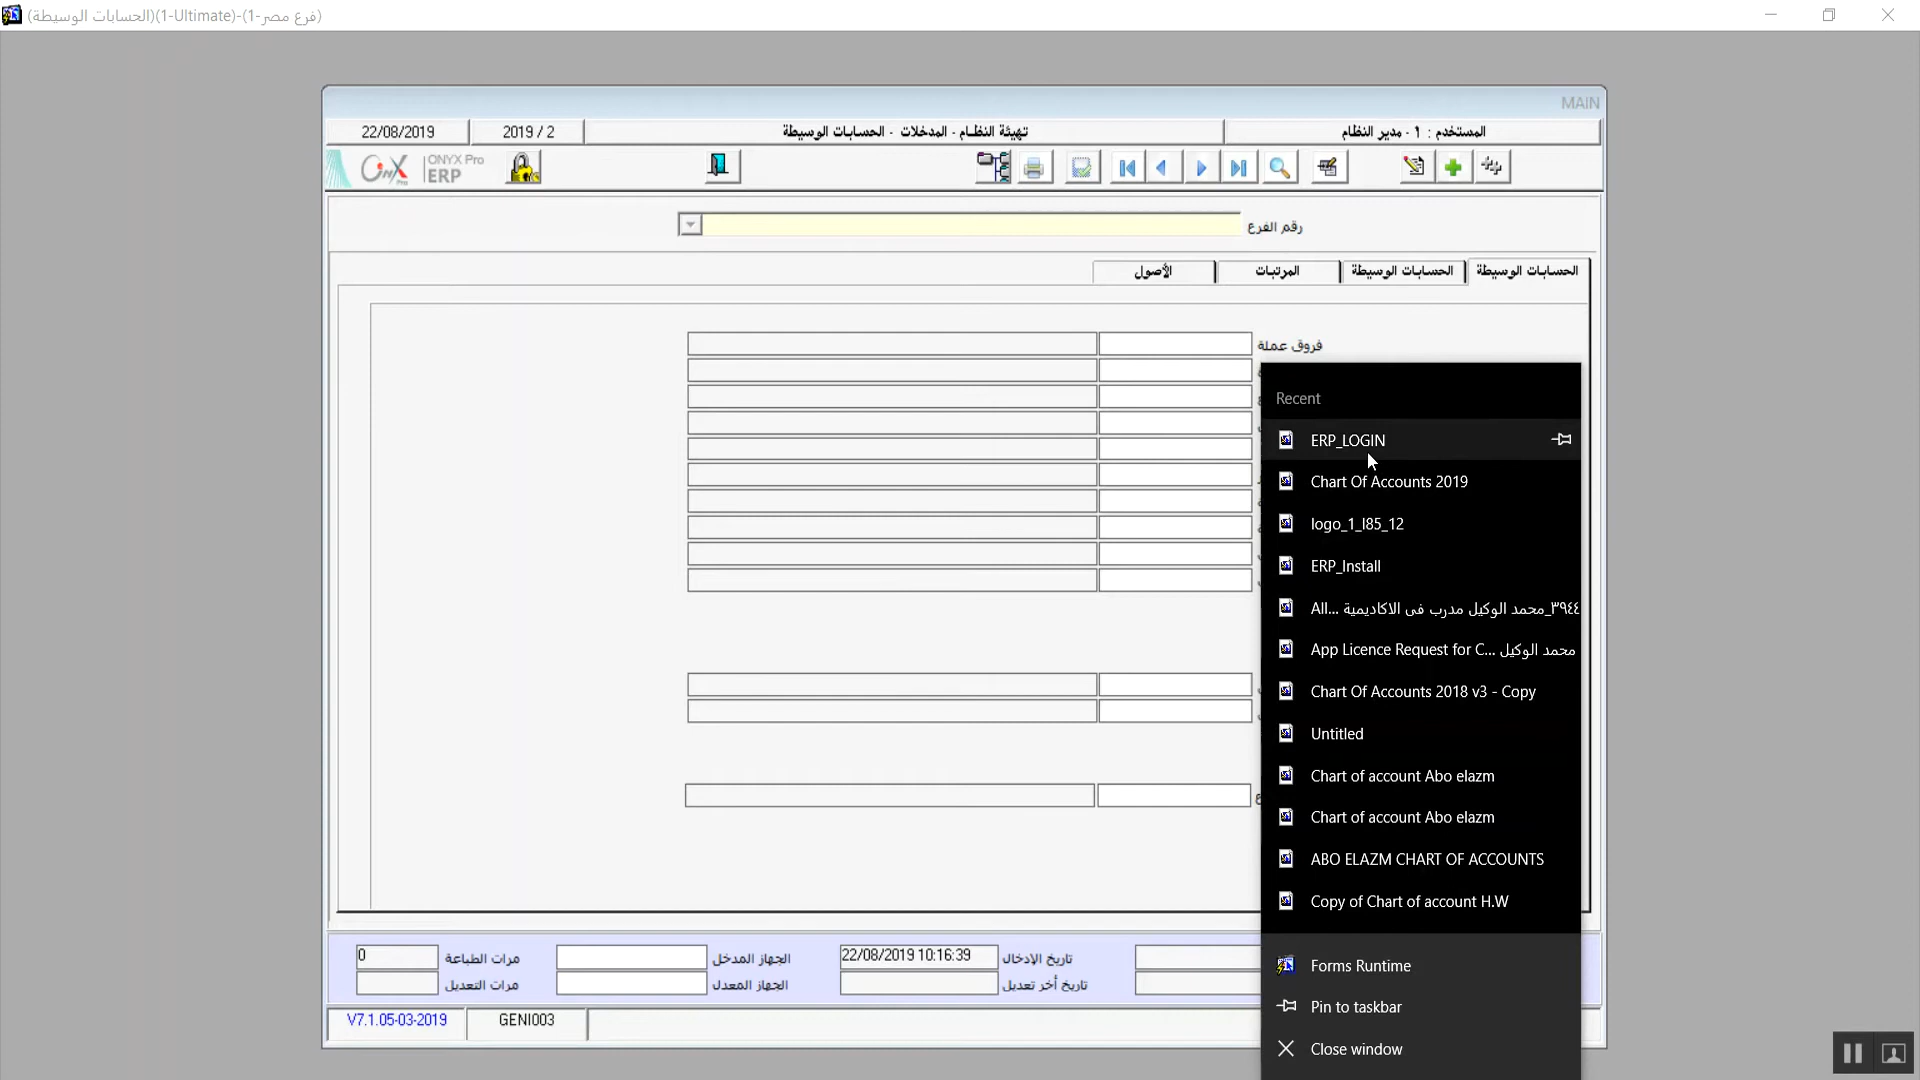 (فرع مصر-1)-(1-Ultimate)(الحسابات الوسيطة)
MAIN
المستخدم : ١ - مدير النظام
تهيئة النظـام - المدخلات - الحسابات الوسيطة
2019 / 2
22/08/2019
ONYX Pro
ERP
رقم الفرع
الحسابات الوسيطة
الحسابات الوسيطة
المرتبات
الأصول
فروق عملة
Recent
ERP_LOGIN
Chart Of Accounts 2019
logo_1_l85_12
ERP_Install
All... ٣٩٤٤_محمد الوكيل مدرب فى الاكاديمية
App Licence Request for C... محمد الوكيل
Chart Of Accounts 2018 v3 - Copy
Untitled
Chart of account Abo elazm
Chart of account Abo elazm
ABO ELAZM CHART OF ACCOUNTS
Copy of Chart of account H.W
Forms Runtime
Pin to taskbar
Close window
تاريخ الإدخال
22/08/2019 10:16:39
الجهاز المدخل
مرات الطباعة
0
تاريخ أخر تعديل
الجهاز المعدل
مرات التعديل
V7.1.05-03-2019
GENI003